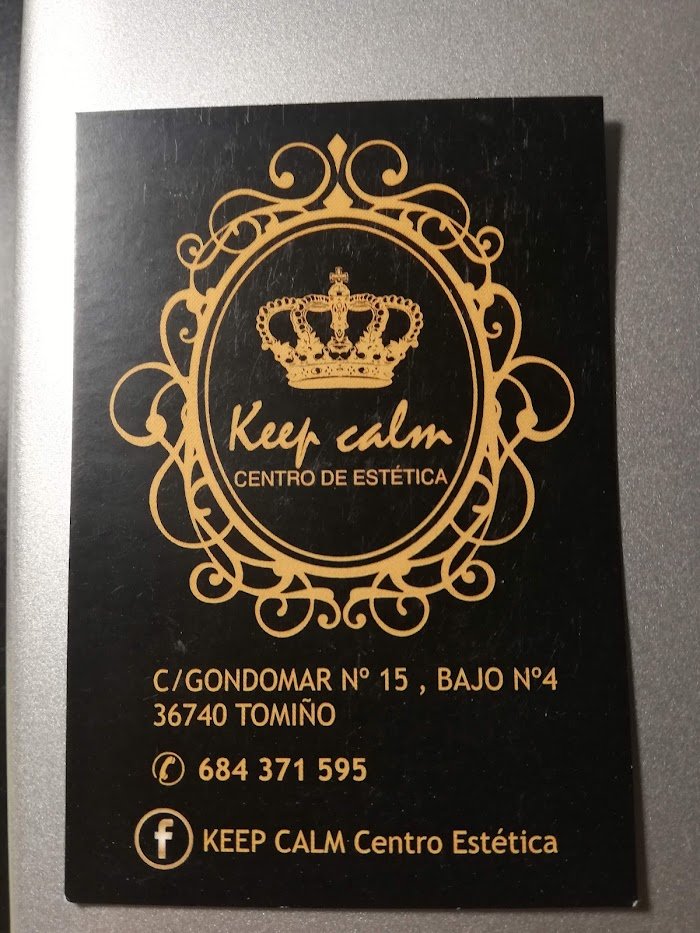 Keep calm
CENTRO DE ESTÉTICA
C/GONDOMAR Nº 15 , BAJO Nº4
36740 TOMIÑO
684 371 595
f KEEP CALM Centro Estética